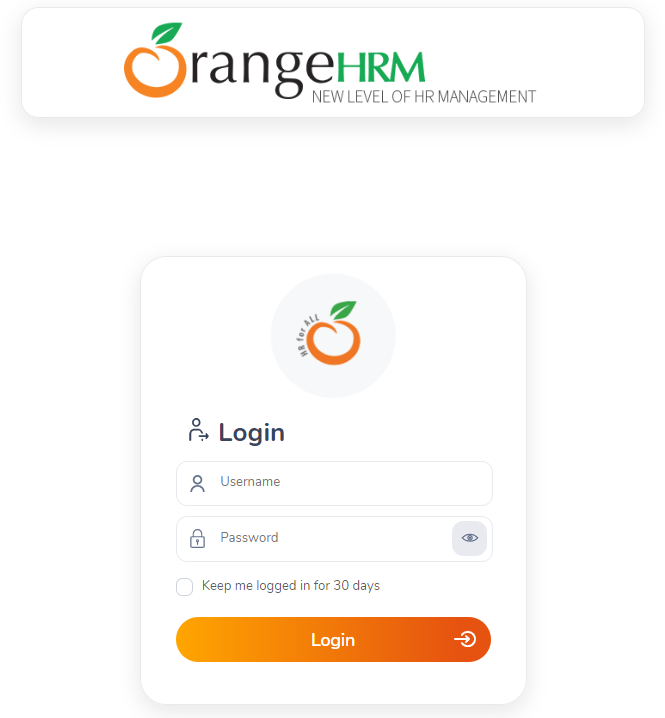 OrangeHRM
NEW LEVEL OF HR MANAGEMENT
HR for ALL
Login
Username
Password
Keep me logged in for 30 days
Login